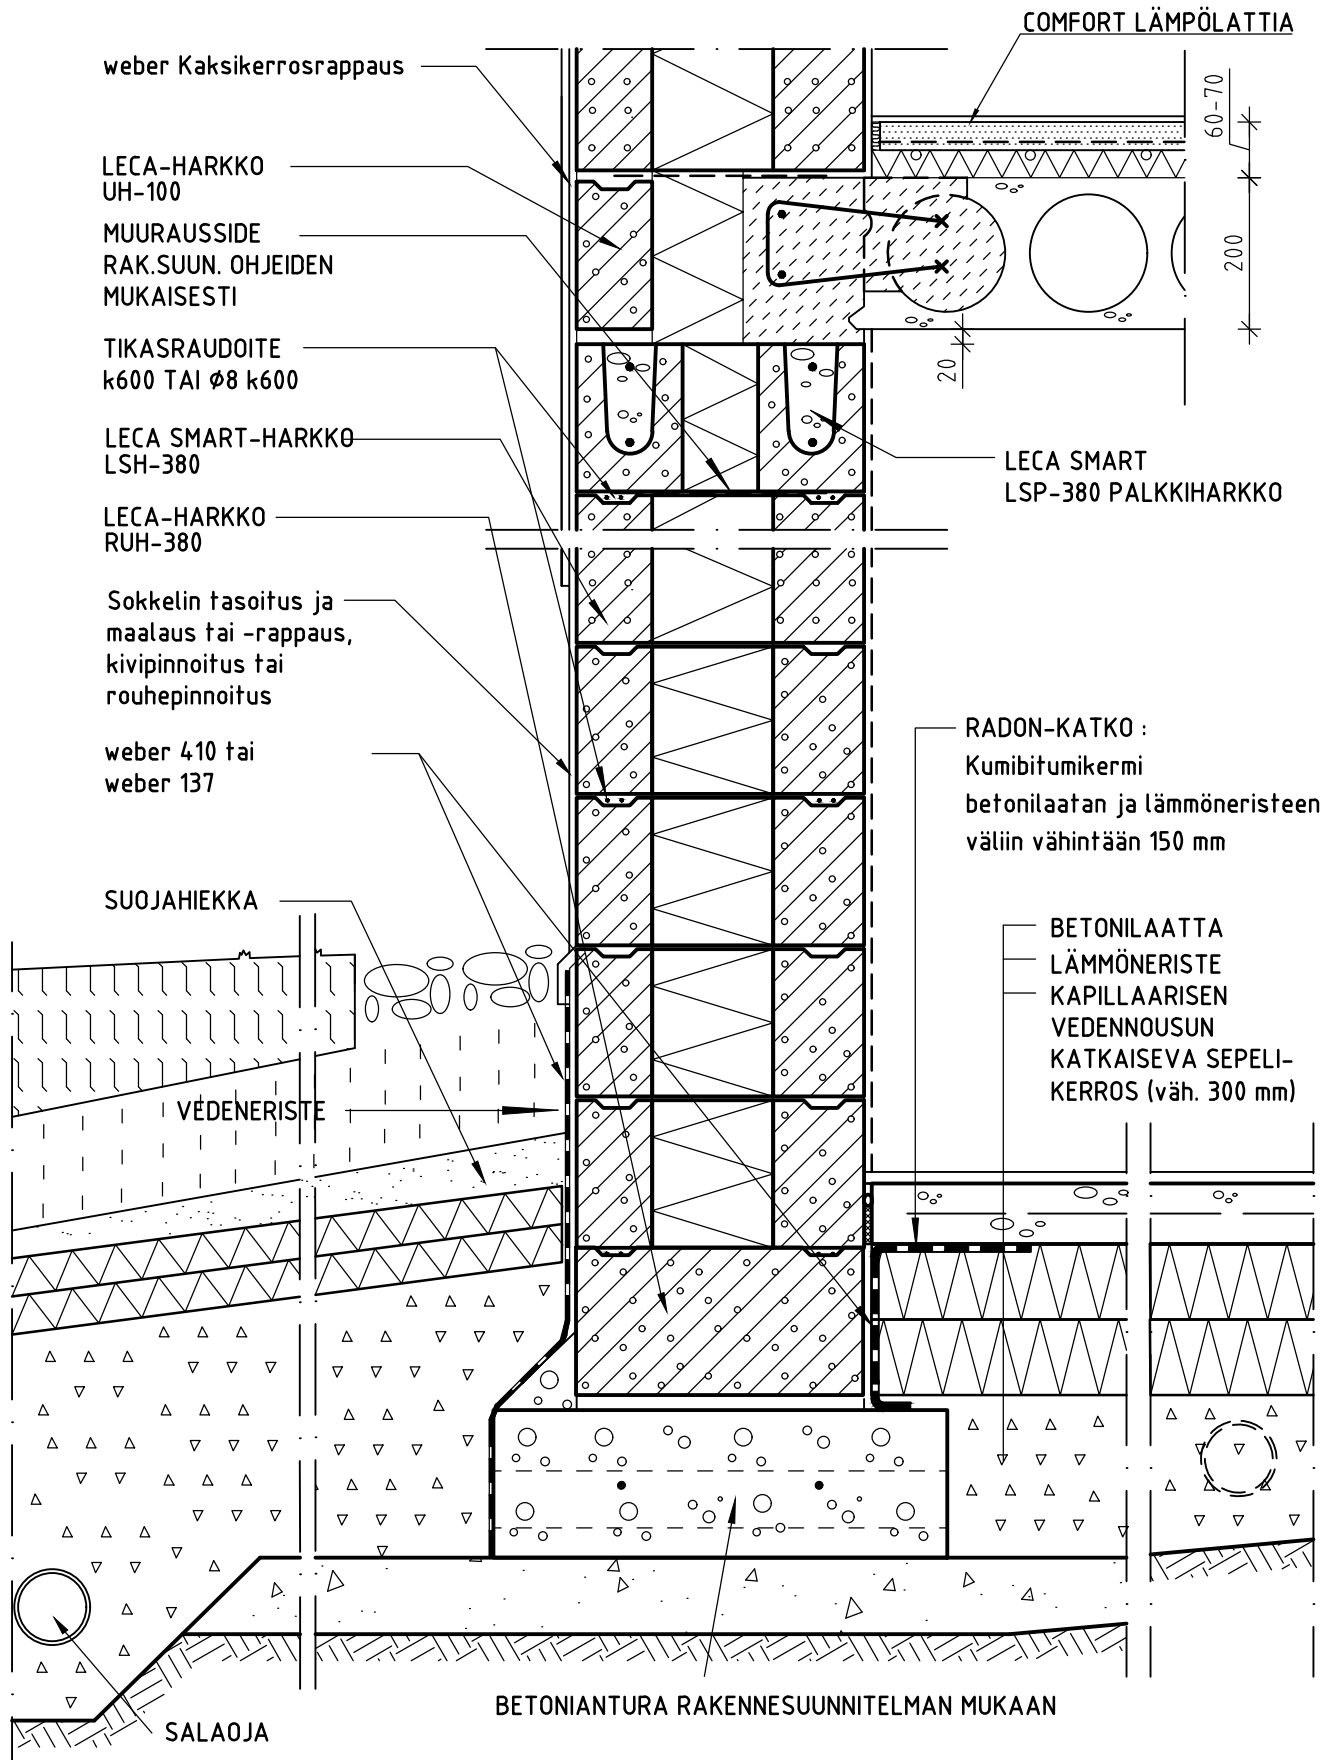 COMFORT LÄMPÖLATTIA
weber Kaksikerrosrappaus
60-70
LECA-HARKKO
UH-100
MUURAUSSIDE
RAK.SUUN. OHJEIDEN
MUKAISESTI
200
TIKASRAUDOITE
k600 TAI Ø8 k600
20
LECA SMART-HARKKO
LSH-380
LECA SMART
LSP-380 PALKKIHARKKO
LECA-HARKKO
RUH-380
Sokkelin tasoitus ja
maalaus tai -rappaus,
kivipinnoitus tai
rouhepinnoitus
weber 410 tai
weber 137
RADON-KATKO :
Kumibitumikermi
betonilaatan ja lämmöneristeen
väliin vähintään 150 mm
SUOJAHIEKKA
BETONILAATTA
LÄMMÖNERISTE
KAPILLAARISEN
VEDENNOUSUN
KATKAISEVA SEPELI-
KERROS (väh. 300 mm)
VEDENERISTE
BETONIANTURA RAKENNESUUNNITELMAN MUKAAN
SALAOJA